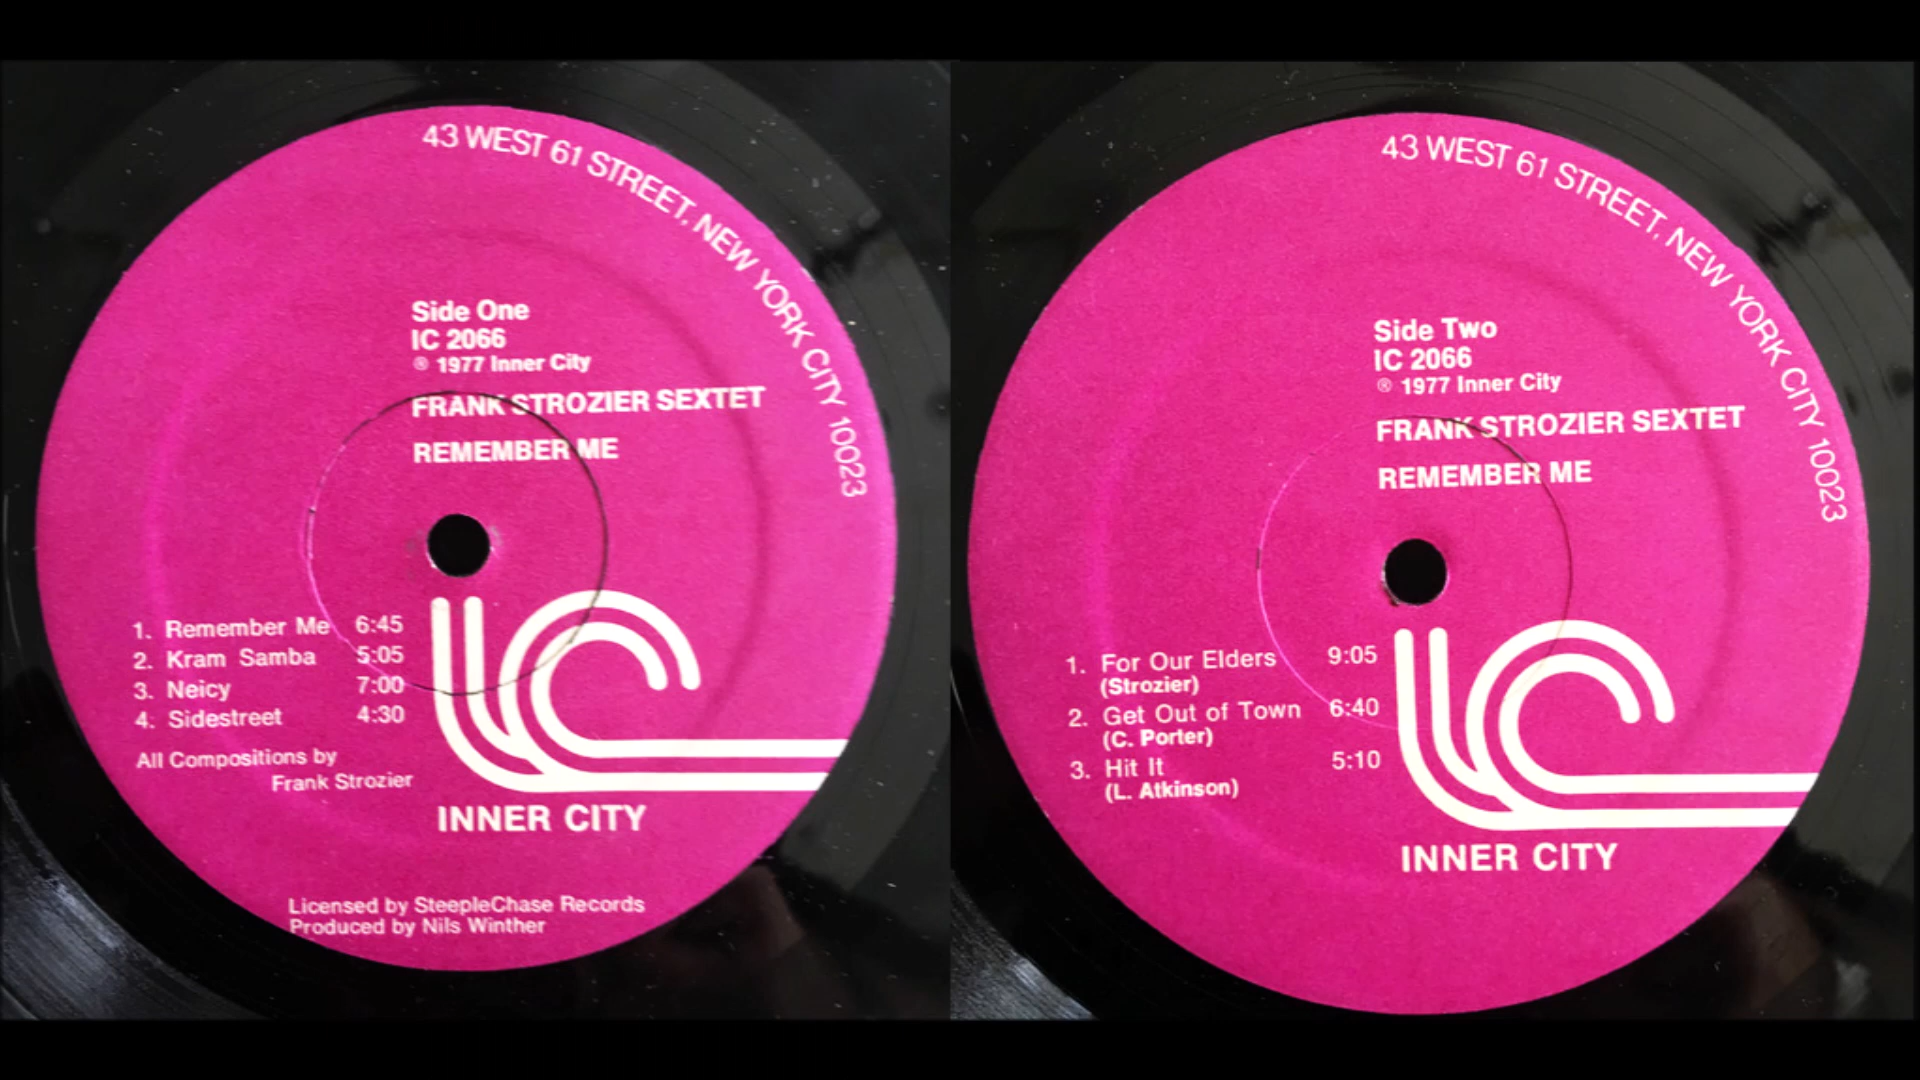 43 WEST 61 STREET, NEW YORK CITY 10023
Side One
IC 2066
℗ 1977 Inner City
FRANK STROZIER SEXTET
REMEMBER ME
1. Remember Me 6:45
2. Kram Samba 5:05
3. Neicy 7:00
4. Sidestreet 4:30
All Compositions by
Frank Strozier
ic
INNER CITY
Licensed by SteepleChase Records
Produced by Nils Winther
43 WEST 61 STREET, NEW YORK CITY 10023
Side Two
IC 2066
℗ 1977 Inner City
FRANK STROZIER SEXTET
REMEMBER ME
1. For Our Elders 9:05
(Strozier)
2. Get Out of Town 6:40
(C. Porter)
3. Hit It 5:10
(L. Atkinson)
ic
INNER CITY